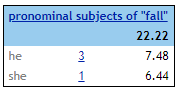 pronominal subjects of "fall"
22.22
he 3 7.48
she 1 6.44